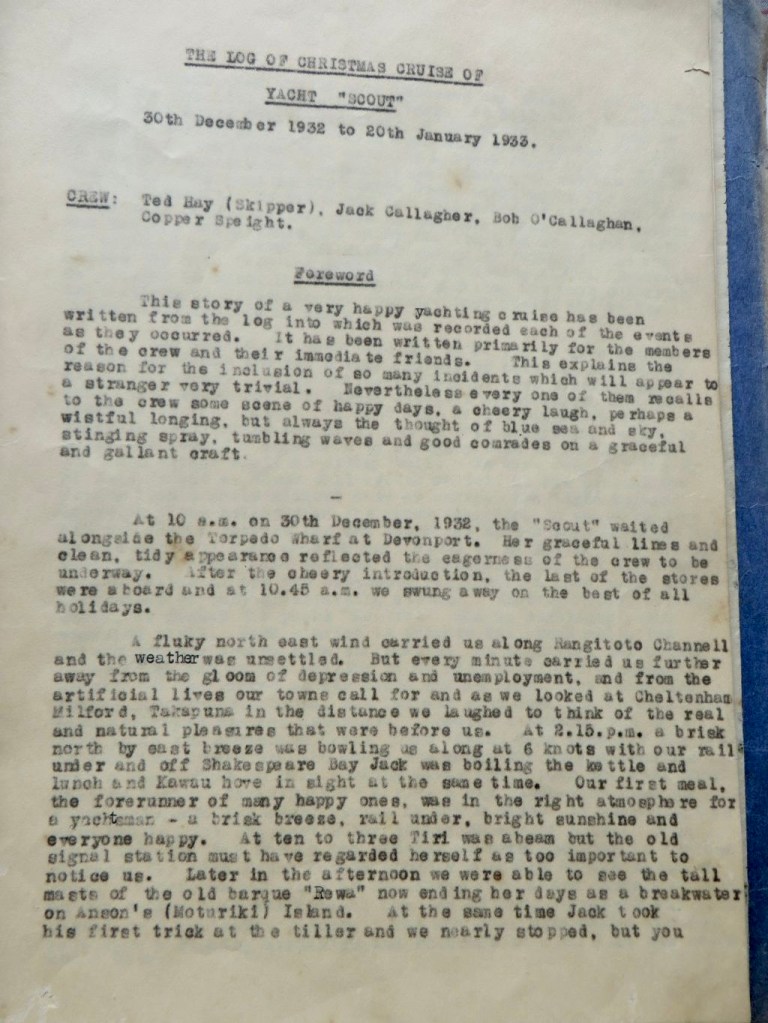 THE LOG OF CHRISTMAS CRUISE OF
YACHT "SCOUT"
30th December 1932 to 20th January 1933.
CREW: Ted Hay (Skipper), Jack Callagher, Bob O'Callaghan,
Copper Speight.
Foreword
This story of a very happy yachting cruise has been
written from the log into which was recorded each of the events
as they occurred. It has been written primarily for the members
of the crew and their immediate friends. This explains the
reason for the inclusion of so many incidents which will appear to
a stranger very trivial. Nevertheless every one of them recalls
to the crew some scene of happy days, a cheery laugh, perhaps a
wistful longing, but always the thought of blue sea and sky,
stinging spray, tumbling waves and good comrades on a graceful
and gallant craft.
-
At 10 a.m. on 30th December, 1932, the "Scout" waited
alongside the Torpedo Wharf at Devonport. Her graceful lines and
clean, tidy appearance reflected the eagerness of the crew to be
underway. After the cheery introduction, the last of the stores
were aboard and at 10.45 a.m. we swung away on the best of all
holidays.
A fluky north east wind carried us along Rangitoto Channell
and the weather was unsettled. But every minute carried us further
away from the gloom of depression and unemployment, and from the
artificial lives our towns call for and as we looked at Cheltenham
Milford, Takapuna in the distance we laughed to think of the real
and natural pleasures that were before us. At 2.15.p.m. a brisk
north by east breeze was bowling us along at 6 knots with our rail
under and off Shakespeare Bay Jack was boiling the kettle and
lunch and Kawau hove in sight at the same time. Our first meal,
the forerunner of many happy ones, was in the right atmosphere for
a yachtsman - a brisk breeze, rail under, bright sunshine and
everyone happy. At ten to three Tiri was abeam but the old
signal station must have regarded herself as too important to
notice us. Later in the afternoon we were able to see the tall
masts of the old barque "Rewa" now ending her days as a breakwater
on Anson's (Moturiki) Island. At the same time Jack took
his first trick at the tiller and we nearly stopped, but you